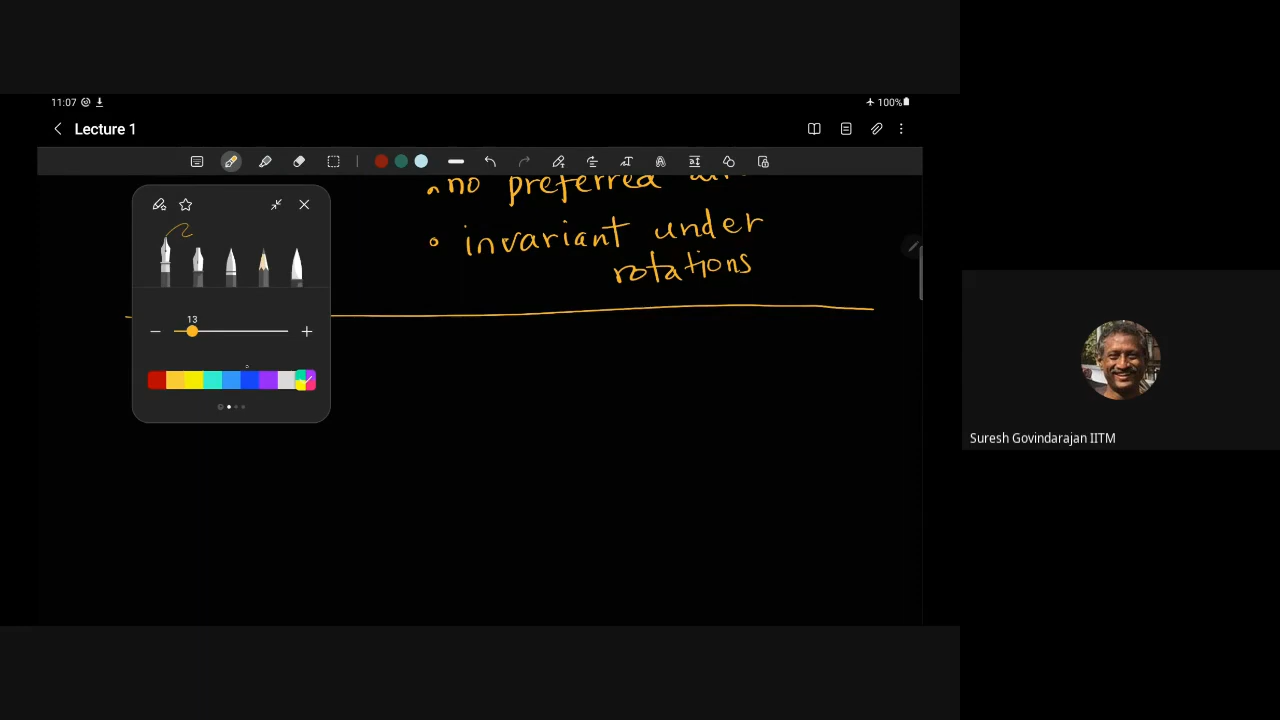 11:07
100%
Lecture 1
no preferred
invariant under
rotations
13
Suresh Govindarajan IITM